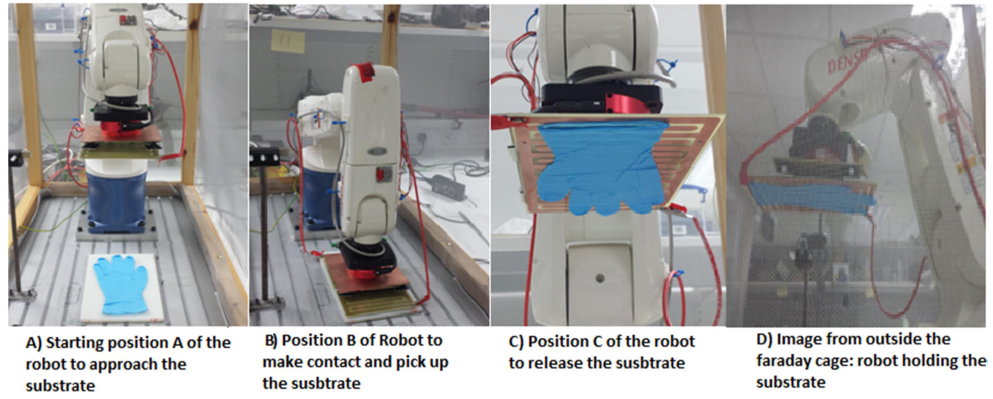 DENS
A) Starting position A of the
robot to approach the
substrate
B) Position B of Robot to
make contact and pick up
the susbtrate
C) Position C of the robot
to release the susbtrate
D) Image from outside the
faraday cage: robot holding the
substrate